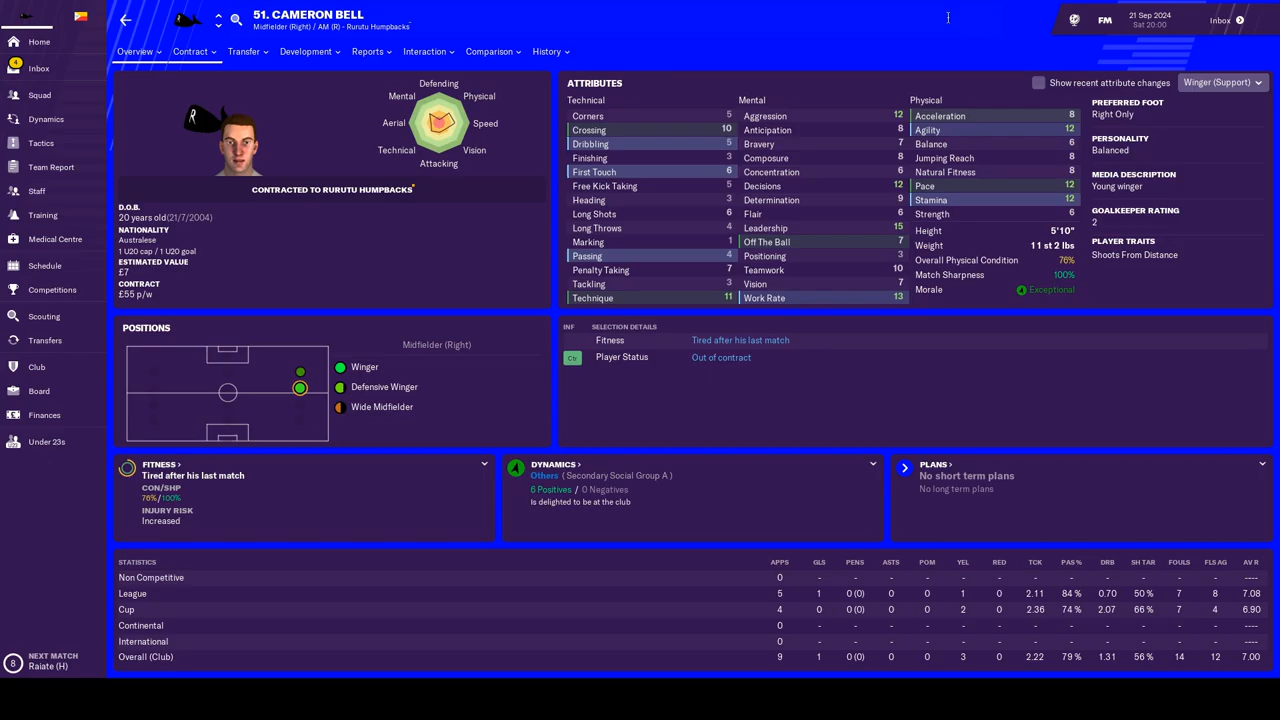 51. CAMERON BELL
Midfielder (Right) / AM (R) - Rurutu Humpbacks
FM
21 Sep 2024
Sat 20:00
Inbox
Overview
Contract
Transfer
Development
Reports
Interaction
Comparison
History
Home
4
Inbox
Squad
Dynamics
Tactics
Team Report
Staff
Training
Medical Centre
Schedule
Competitions
Scouting
Transfers
Club
Board
Finances
Under 23s
8
NEXT MATCH
Raiate (H)
R
Defending
Mental
Physical
Aerial
Speed
Technical
Vision
Attacking
CONTRACTED TO RURUTU HUMPBACKS
D.O.B.
20 years old (21/7/2004)
NATIONALITY
Australese
1 U20 cap / 1 U20 goal
ESTIMATED VALUE
£7
CONTRACT
£55 p/w
ATTRIBUTES
Show recent attribute changes
Winger (Support)
Technical
Corners 5
Crossing 10
Dribbling 5
Finishing 3
First Touch 6
Free Kick Taking 5
Heading 3
Long Shots 6
Long Throws 4
Marking 1
Passing 4
Penalty Taking 7
Tackling 3
Technique 11
Mental
Aggression 12
Anticipation 8
Bravery 7
Composure 8
Concentration 6
Decisions 12
Determination 9
Flair 6
Leadership 15
Off The Ball 7
Positioning 3
Teamwork 10
Vision 7
Work Rate 13
Physical
Acceleration 8
Agility 12
Balance 6
Jumping Reach 8
Natural Fitness 8
Pace 12
Stamina 12
Strength 6
Height 5'10"
Weight 11 st 2 lbs
Overall Physical Condition 76%
Match Sharpness 100%
Morale Exceptional
PREFERRED FOOT
Right Only
PERSONALITY
Balanced
MEDIA DESCRIPTION
Young winger
GOALKEEPER RATING
2
PLAYER TRAITS
Shoots From Distance
POSITIONS
Midfielder (Right)
Winger
Defensive Winger
Wide Midfielder
INF SELECTION DETAILS
Fitness Tired after his last match
Ctr Player Status Out of contract
FITNESS >
Tired after his last match
CON/SHP
76%/100%
INJURY RISK
Increased
DYNAMICS >
Others ( Secondary Social Group A )
6 Positives / 0 Negatives
Is delighted to be at the club
PLANS >
No short term plans
No long term plans
STATISTICS APPS GLS PENS ASTS POM YEL RED TCK PAS % DRB SH TAR FOULS FLS AG AV R
Non Competitive 0 - - - - - - - - - - - - ----
League 5 1 0 (0) 0 0 1 0 2.11 84 % 0.70 50 % 7 8 7.08
Cup 4 0 0 (0) 0 0 2 0 2.36 74 % 2.07 66 % 7 4 6.90
Continental 0 - - - - - - - - - - - - ----
International 0 - - - - - - - - - - - - ----
Overall (Club) 9 1 0 (0) 0 0 3 0 2.22 79 % 1.31 56 % 14 12 7.00